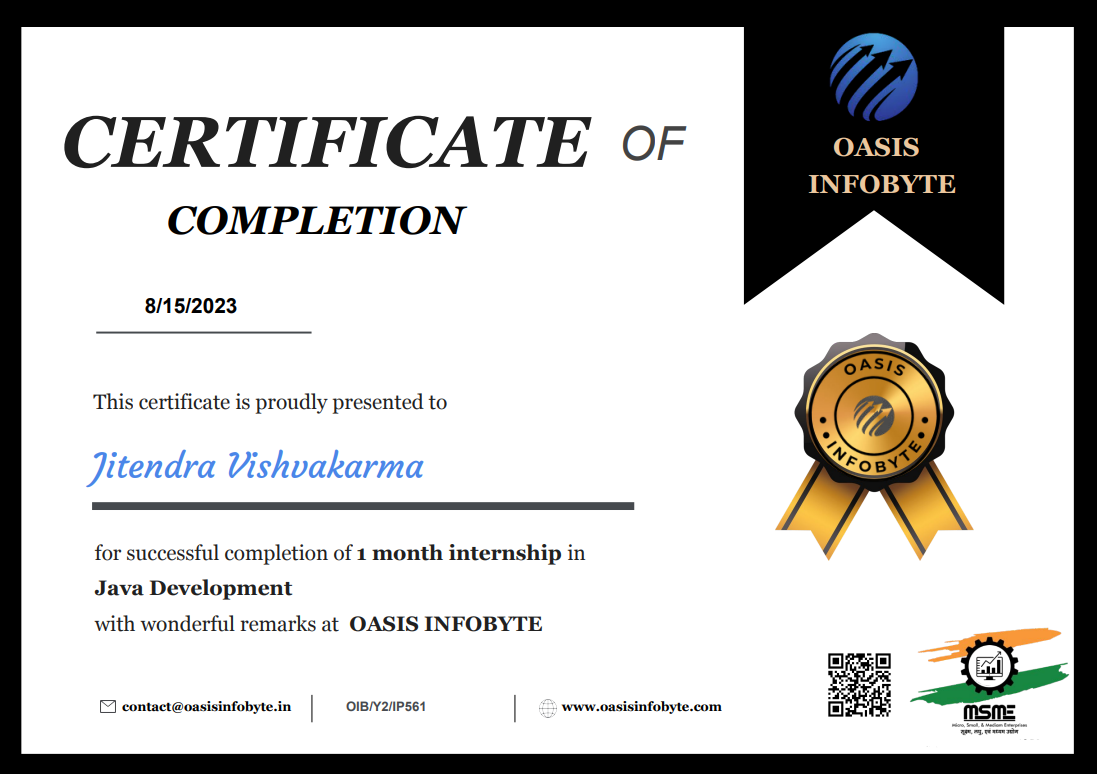 OASIS
INFOBYTE
CERTIFICATE OF
COMPLETION
8/15/2023
This certificate is proudly presented to
Jitendra Vishvakarma
for successful completion of 1 month internship in
Java Development
with wonderful remarks at OASIS INFOBYTE
OASIS
INFOBYTE
contact@oasisinfobyte.in
OIB/Y2/IP561
www.oasisinfobyte.com
MSME
Micro, Small, & Medium Enterprises
सूक्ष्म, लघु, एवं मध्यम उद्योग